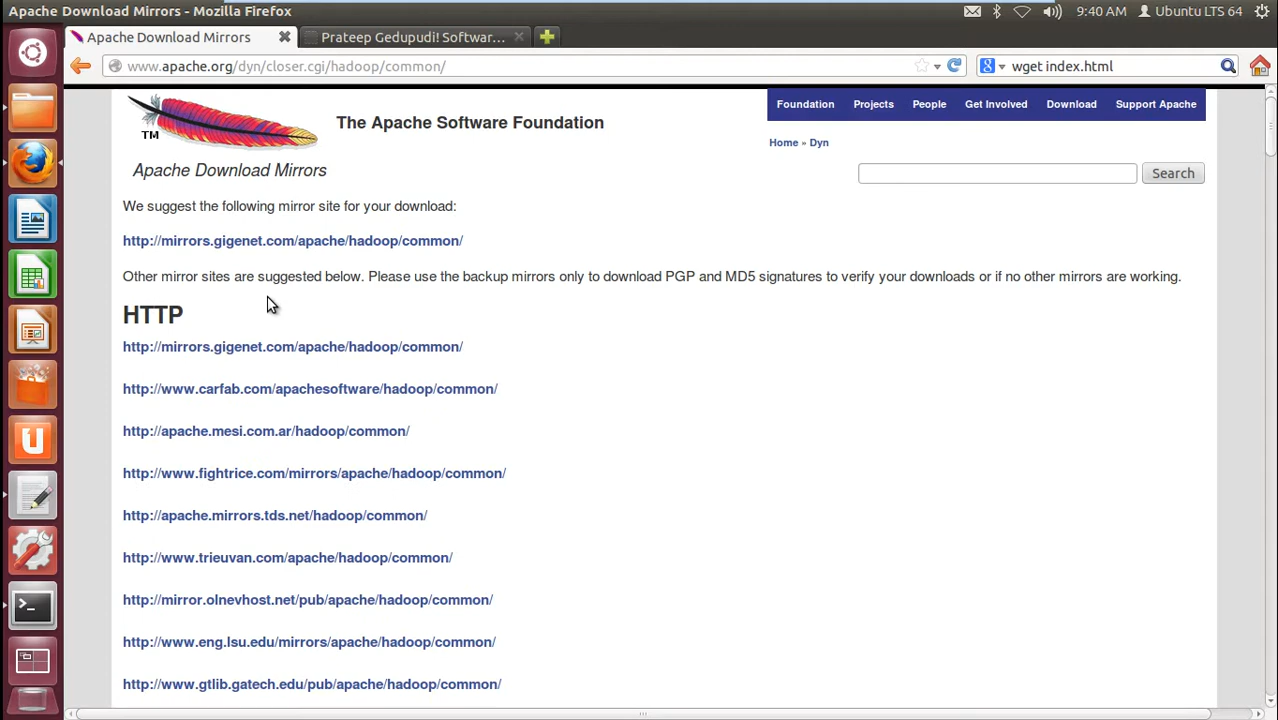 Apache Download Mirrors - Mozilla Firefox
9:40 AM
Ubuntu LTS 64
Apache Download Mirrors
Prateep Gedupudi! Softwar...
www.apache.org/dyn/closer.cgi/hadoop/common/
wget index.html
TM
The Apache Software Foundation
Foundation Projects People Get Involved Download Support Apache
Home » Dyn
Apache Download Mirrors
Search
We suggest the following mirror site for your download:
http://mirrors.gigenet.com/apache/hadoop/common/
Other mirror sites are suggested below. Please use the backup mirrors only to download PGP and MD5 signatures to verify your downloads or if no other mirrors are working.
HTTP
http://mirrors.gigenet.com/apache/hadoop/common/
http://www.carfab.com/apachesoftware/hadoop/common/
http://apache.mesi.com.ar/hadoop/common/
http://www.fightrice.com/mirrors/apache/hadoop/common/
http://apache.mirrors.tds.net/hadoop/common/
http://www.trieuvan.com/apache/hadoop/common/
http://mirror.olnevhost.net/pub/apache/hadoop/common/
http://www.eng.lsu.edu/mirrors/apache/hadoop/common/
http://www.gtlib.gatech.edu/pub/apache/hadoop/common/